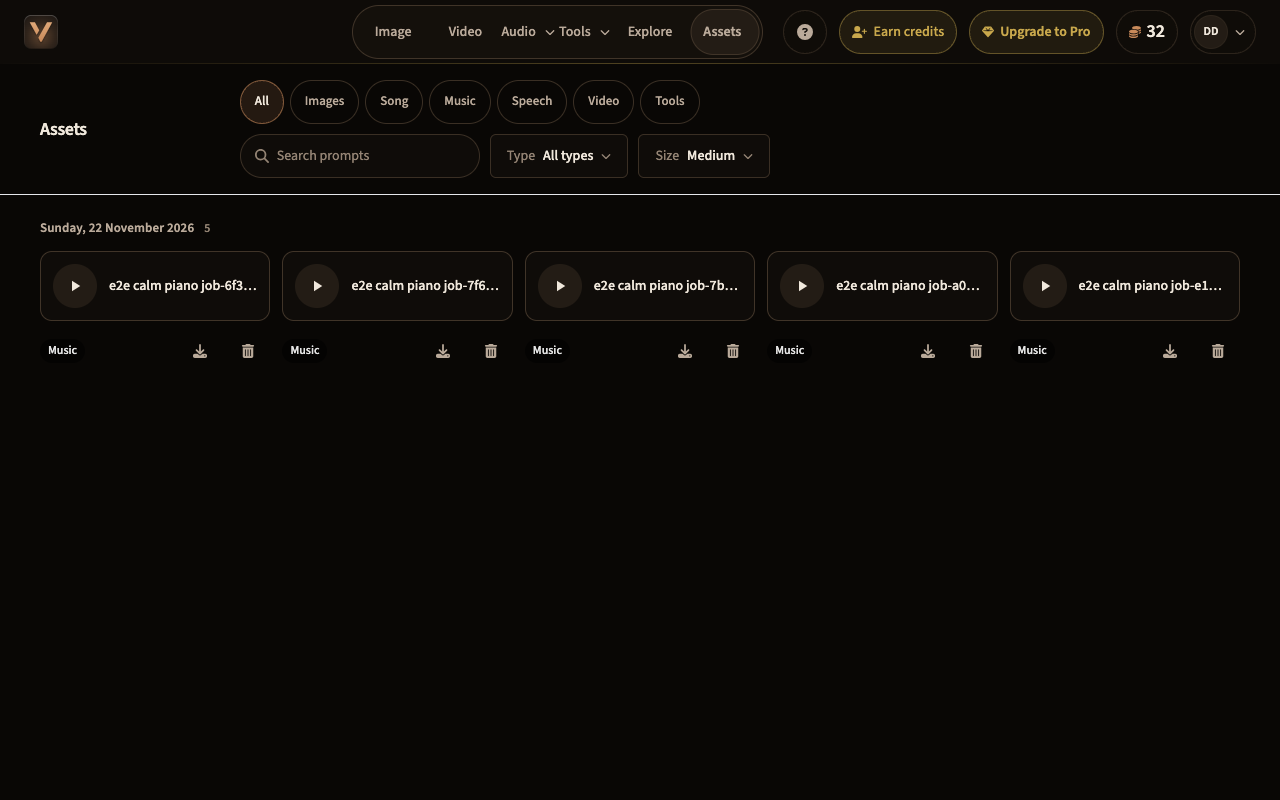 Image Video Audio Tools Explore Assets Earn credits Upgrade to Pro 32 DD
All Images Song Music Speech Video Tools
Assets
Search prompts Type All types Size Medium
Sunday, 22 November 2026 5
e2e calm piano job-6f3… e2e calm piano job-7f6… e2e calm piano job-7b… e2e calm piano job-a0… e2e calm piano job-e1…
Music Music Music Music Music